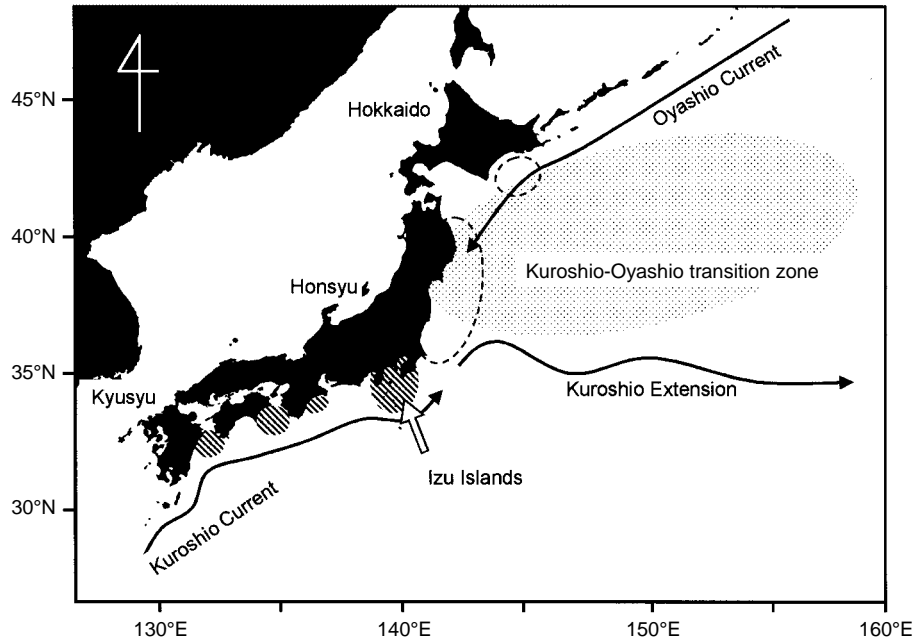 45°N
40°N
35°N
30°N
130°E
140°E
150°E
160°E
Hokkaido
Oyashio Current
Kuroshio-Oyashio transition zone
Honsyu
Kyusyu
Kuroshio Extension
Izu Islands
Kuroshio Current